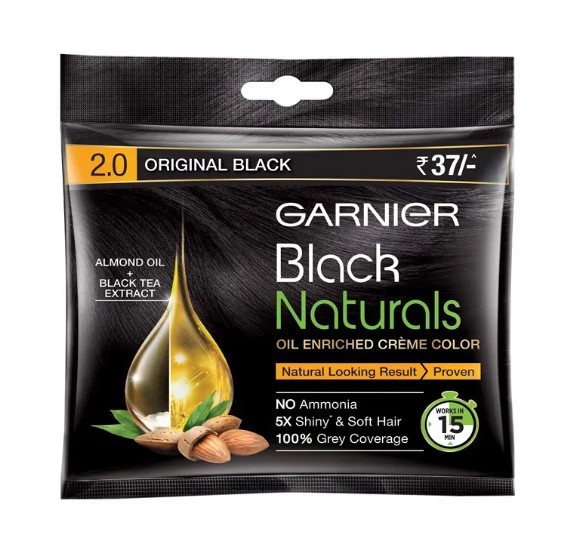 2.0 ORIGINAL BLACK ₹ 37/-^
GARNIER
Black
Naturals
OIL ENRICHED CRÈME COLOR
Natural Looking Result > Proven
ALMOND OIL
+
BLACK TEA
EXTRACT
NO Ammonia
5X Shiny* & Soft Hair
100% Grey Coverage
WORKS IN
15
MIN